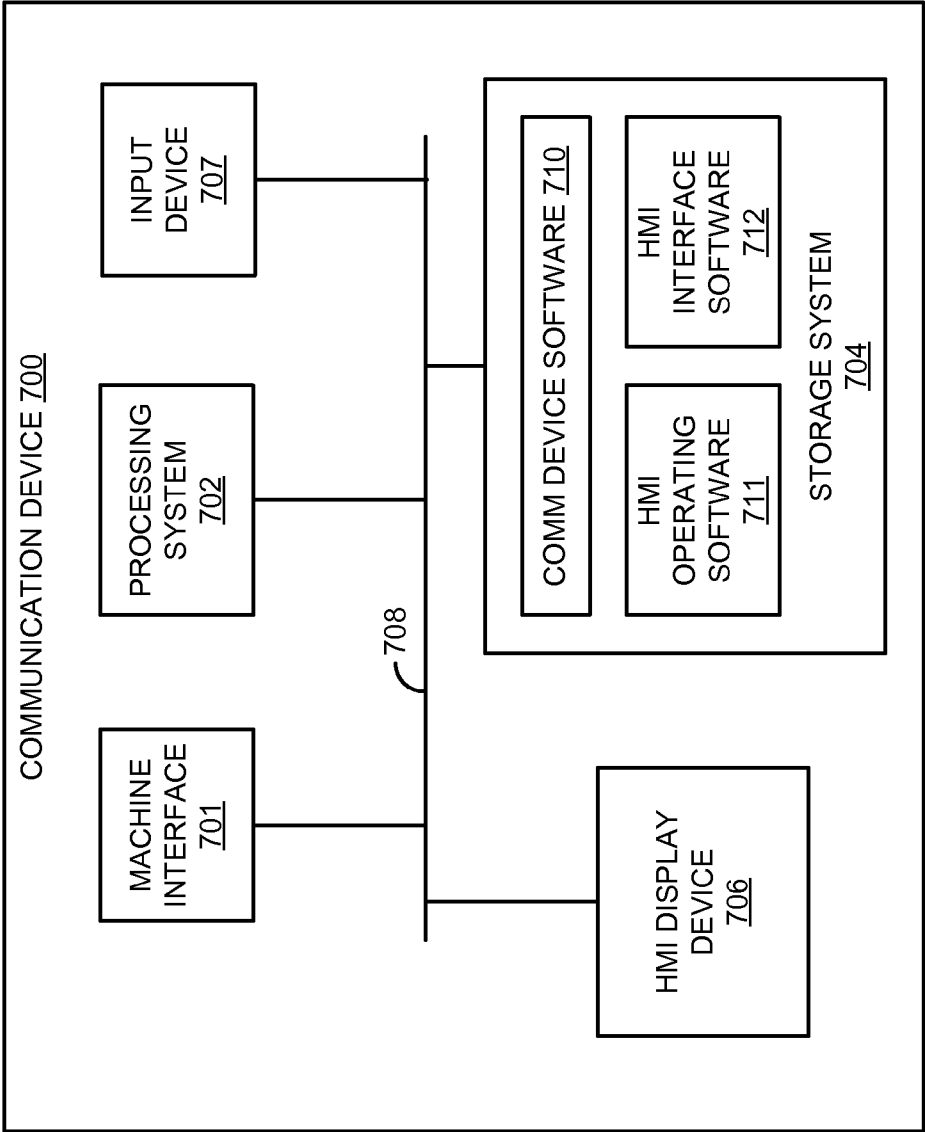 COMMUNICATION DEVICE 700
MACHINE
INTERFACE
701
PROCESSING
SYSTEM
702
INPUT
DEVICE
707
708
HMI DISPLAY
DEVICE
706
COMM DEVICE SOFTWARE 710
HMI
OPERATING
SOFTWARE
711
HMI
INTERFACE
SOFTWARE
712
STORAGE SYSTEM
704